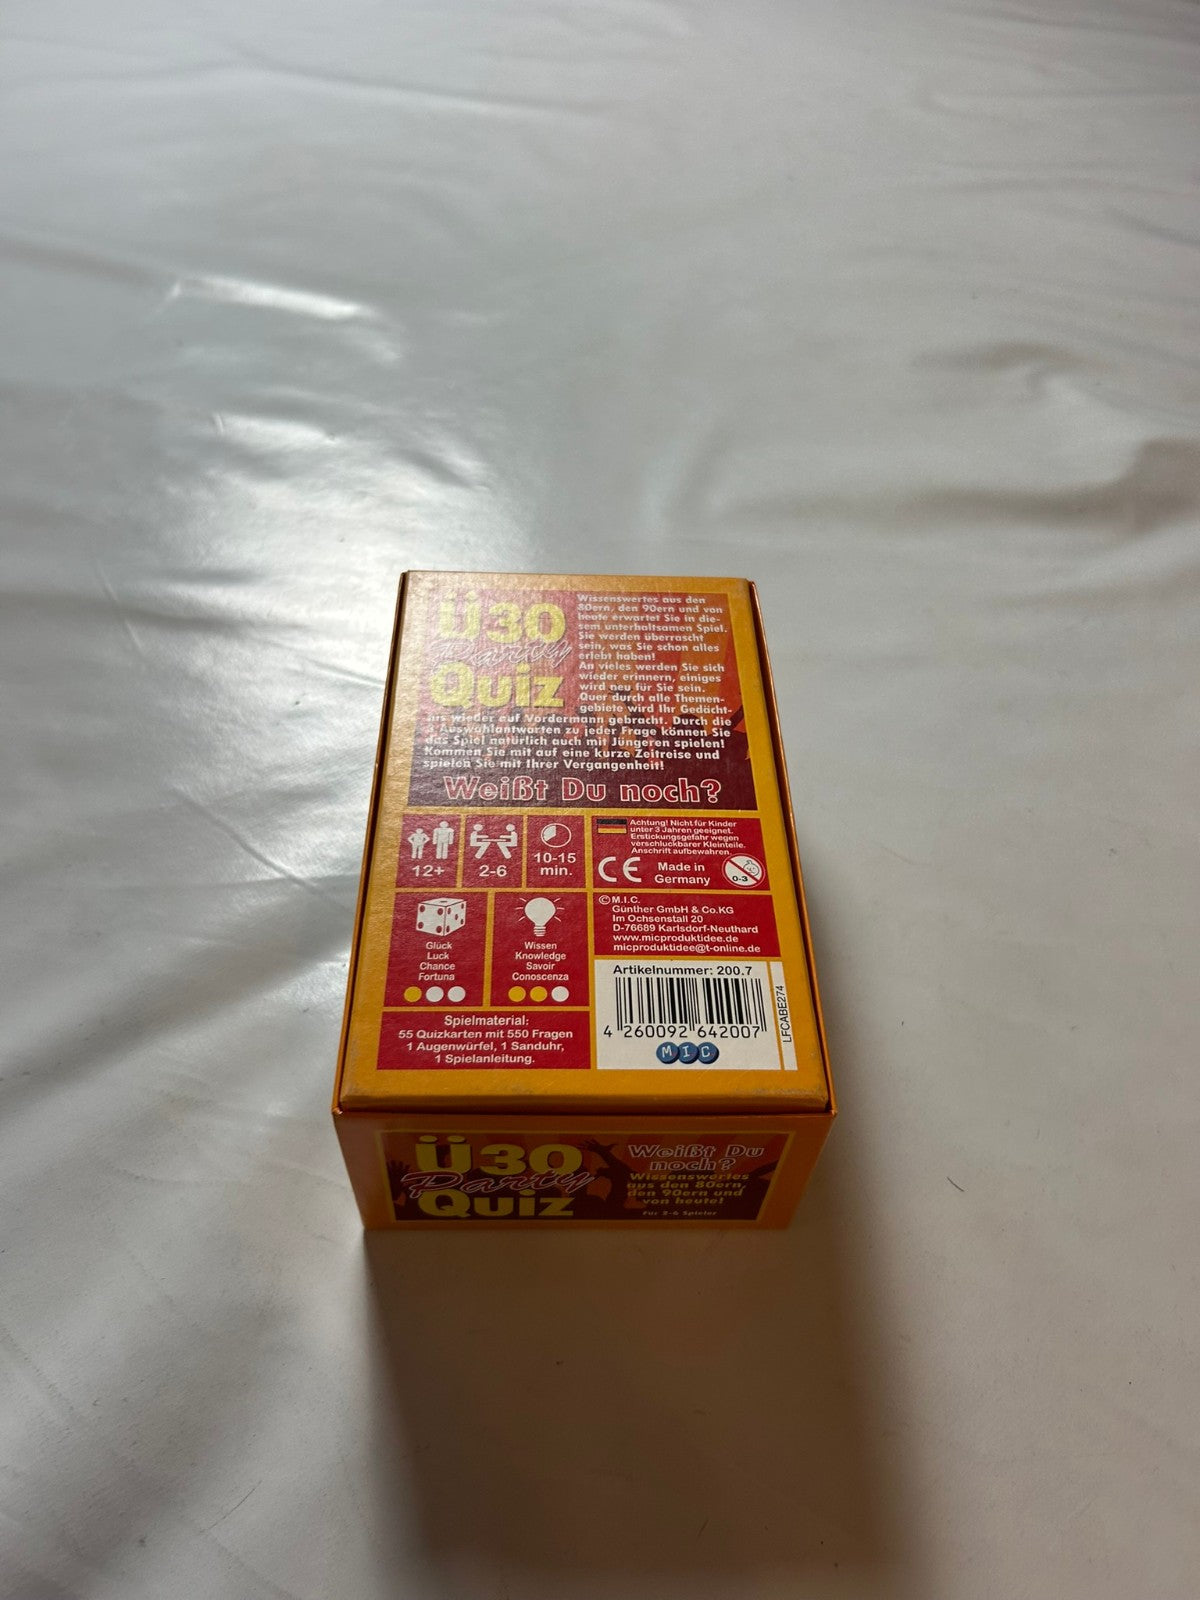 Ü30
Party
Quiz
Wissenswertes aus den
80ern, den 90ern und von
heute erwartet Sie in die-
sem unterhaltsamen Spiel.
Sie werden überrascht
sein, was Sie schon alles
erlebt haben!
An vieles werden Sie sich
wieder erinnern, einiges
wird neu für Sie sein.
Quer durch alle Themen-
gebiete wird Ihr Gedächt-
nis wieder auf Vordermann gebracht. Durch die
3 Auswahlantworten zu jeder Frage können Sie
das Spiel natürlich auch mit Jüngeren spielen!
Kommen Sie mit auf eine kurze Zeitreise und
spielen Sie mit Ihrer Vergangenheit!
Weißt Du noch?
12+
2-6
10-15
min.
Achtung! Nicht für Kinder
unter 3 Jahren geeignet.
Erstickungsgefahr wegen
verschluckbarer Kleinteile.
Anschrift aufbewahren.
CE
Made in
Germany
0-3
Glück
Luck
Chance
Fortuna
Wissen
Knowledge
Savoir
Conoscenza
© M.I.C.
Günther GmbH & Co.KG
Im Ochsenstall 20
D-76689 Karlsdorf-Neuthard
www.micproduktidee.de
micproduktidee@t-online.de
Spielmaterial:
55 Quizkarten mit 550 Fragen
1 Augenwürfel, 1 Sanduhr,
1 Spielanleitung.
Artikelnummer: 200.7
4 260092 642007
MIC
LFCABE274
Ü30
Party
Quiz
Weißt Du
noch?
Wissenswertes
aus den 80ern,
den 90ern und
von heute!
Für 2-6 Spieler